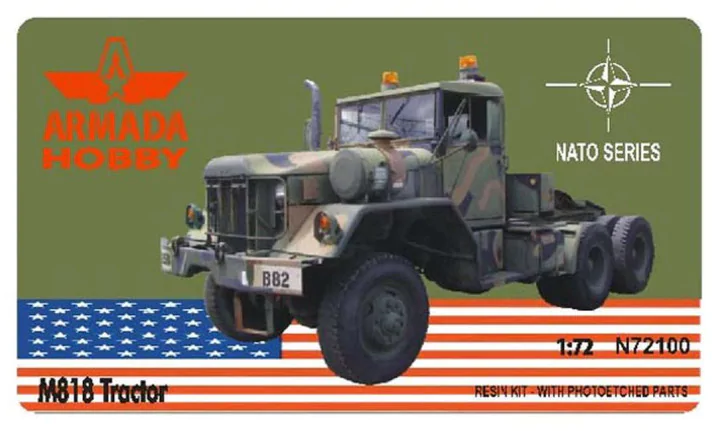 ARMADA
HOBBY
NATO SERIES
B82
1:72 N72100
M818 Tractor
RESIN KIT - WITH PHOTOETCHED PARTS